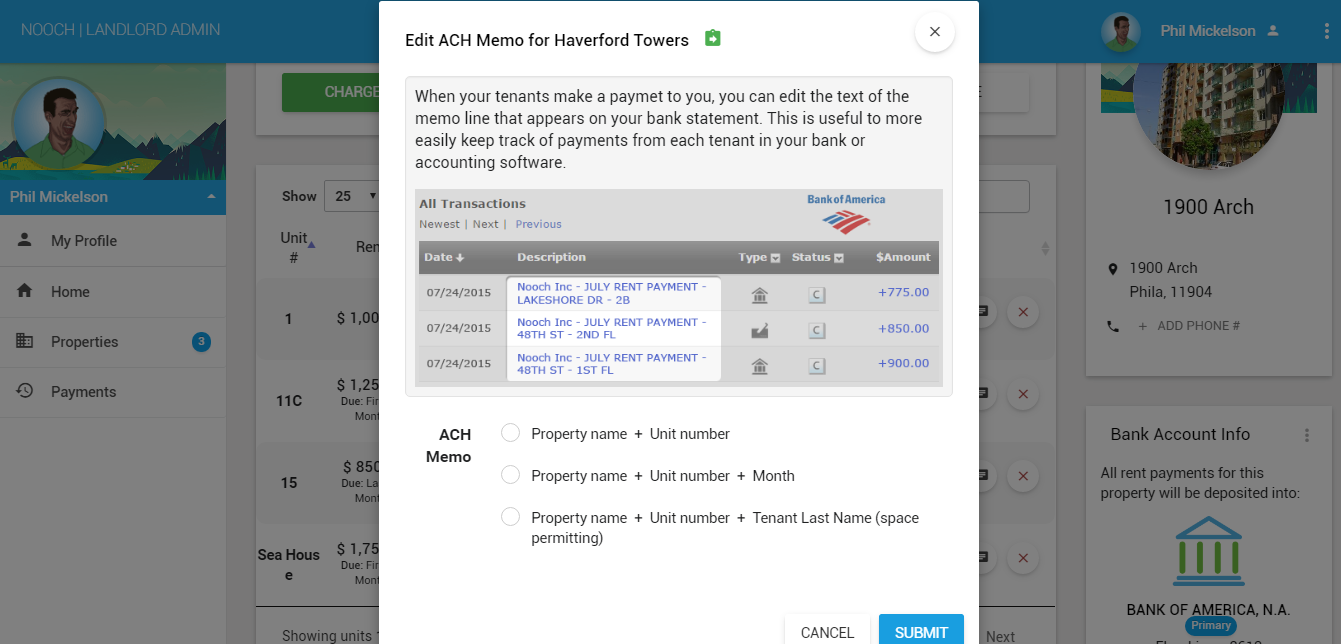 NOOCH | LANDLORD ADMIN
Edit ACH Memo for Haverford Towers
Phil Mickelson
Phil Mickelson
My Profile
Home
Properties 3
Payments
CHARGE
Show 25
Unit
#
1 $ 1,00
11C $ 1,25
Due: Fir
Mont
15 $ 850
Due: La
Mont
Sea Hous
e
$ 1,75
Due: Fir
Mont
Showing units
When your tenants make a paymet to you, you can edit the text of the
memo line that appears on your bank statement. This is useful to more
easily keep track of payments from each tenant in your bank or
accounting software.
All Transactions
Bank of America
Newest | Next | Previous
Date Description Type Status $Amount
07/24/2015 Nooch Inc - JULY RENT PAYMENT -
LAKESHORE DR - 2B C +775.00
07/24/2015 Nooch Inc - JULY RENT PAYMENT -
48TH ST - 2ND FL C +850.00
07/24/2015 Nooch Inc - JULY RENT PAYMENT -
48TH ST - 1ST FL C +900.00
ACH
Memo
Property name + Unit number
Property name + Unit number + Month
Property name + Unit number + Tenant Last Name (space
permitting)
CANCEL SUBMIT
Next
1900 Arch
1900 Arch
Phila, 11904
+ ADD PHONE #
Bank Account Info
All rent payments for this
property will be deposited into:
BANK OF AMERICA, N.A.
Primary